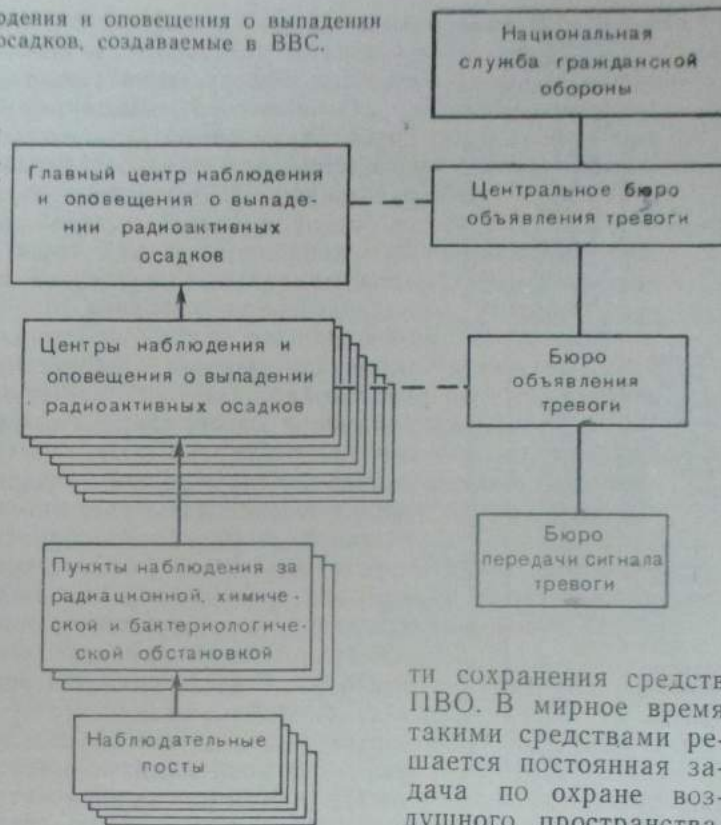 одения и оповещения о выпадении
осадков, создаваемые в ВВС.
Национальная
служба гражданской
обороны
Главный центр наблюдения
и оповещения о выпаде-
нии радиоактивных
осадков
Центральное бюро
объявления тревоги
Центры наблюдения и
оповещения о выпадении
радиоактивных осадков
Бюро
объявления
тревоги
Бюро
передачи сигнала
тревоги
Пункты наблюдения за
радиационной, химиче-
ской и бактериологиче-
ской обстановкой
Наблюдательные
посты
ти сохранения средств
ПВО. В мирное время
такими средствами ре-
шается постоянная за-
дача по охране воз-
душного пространства